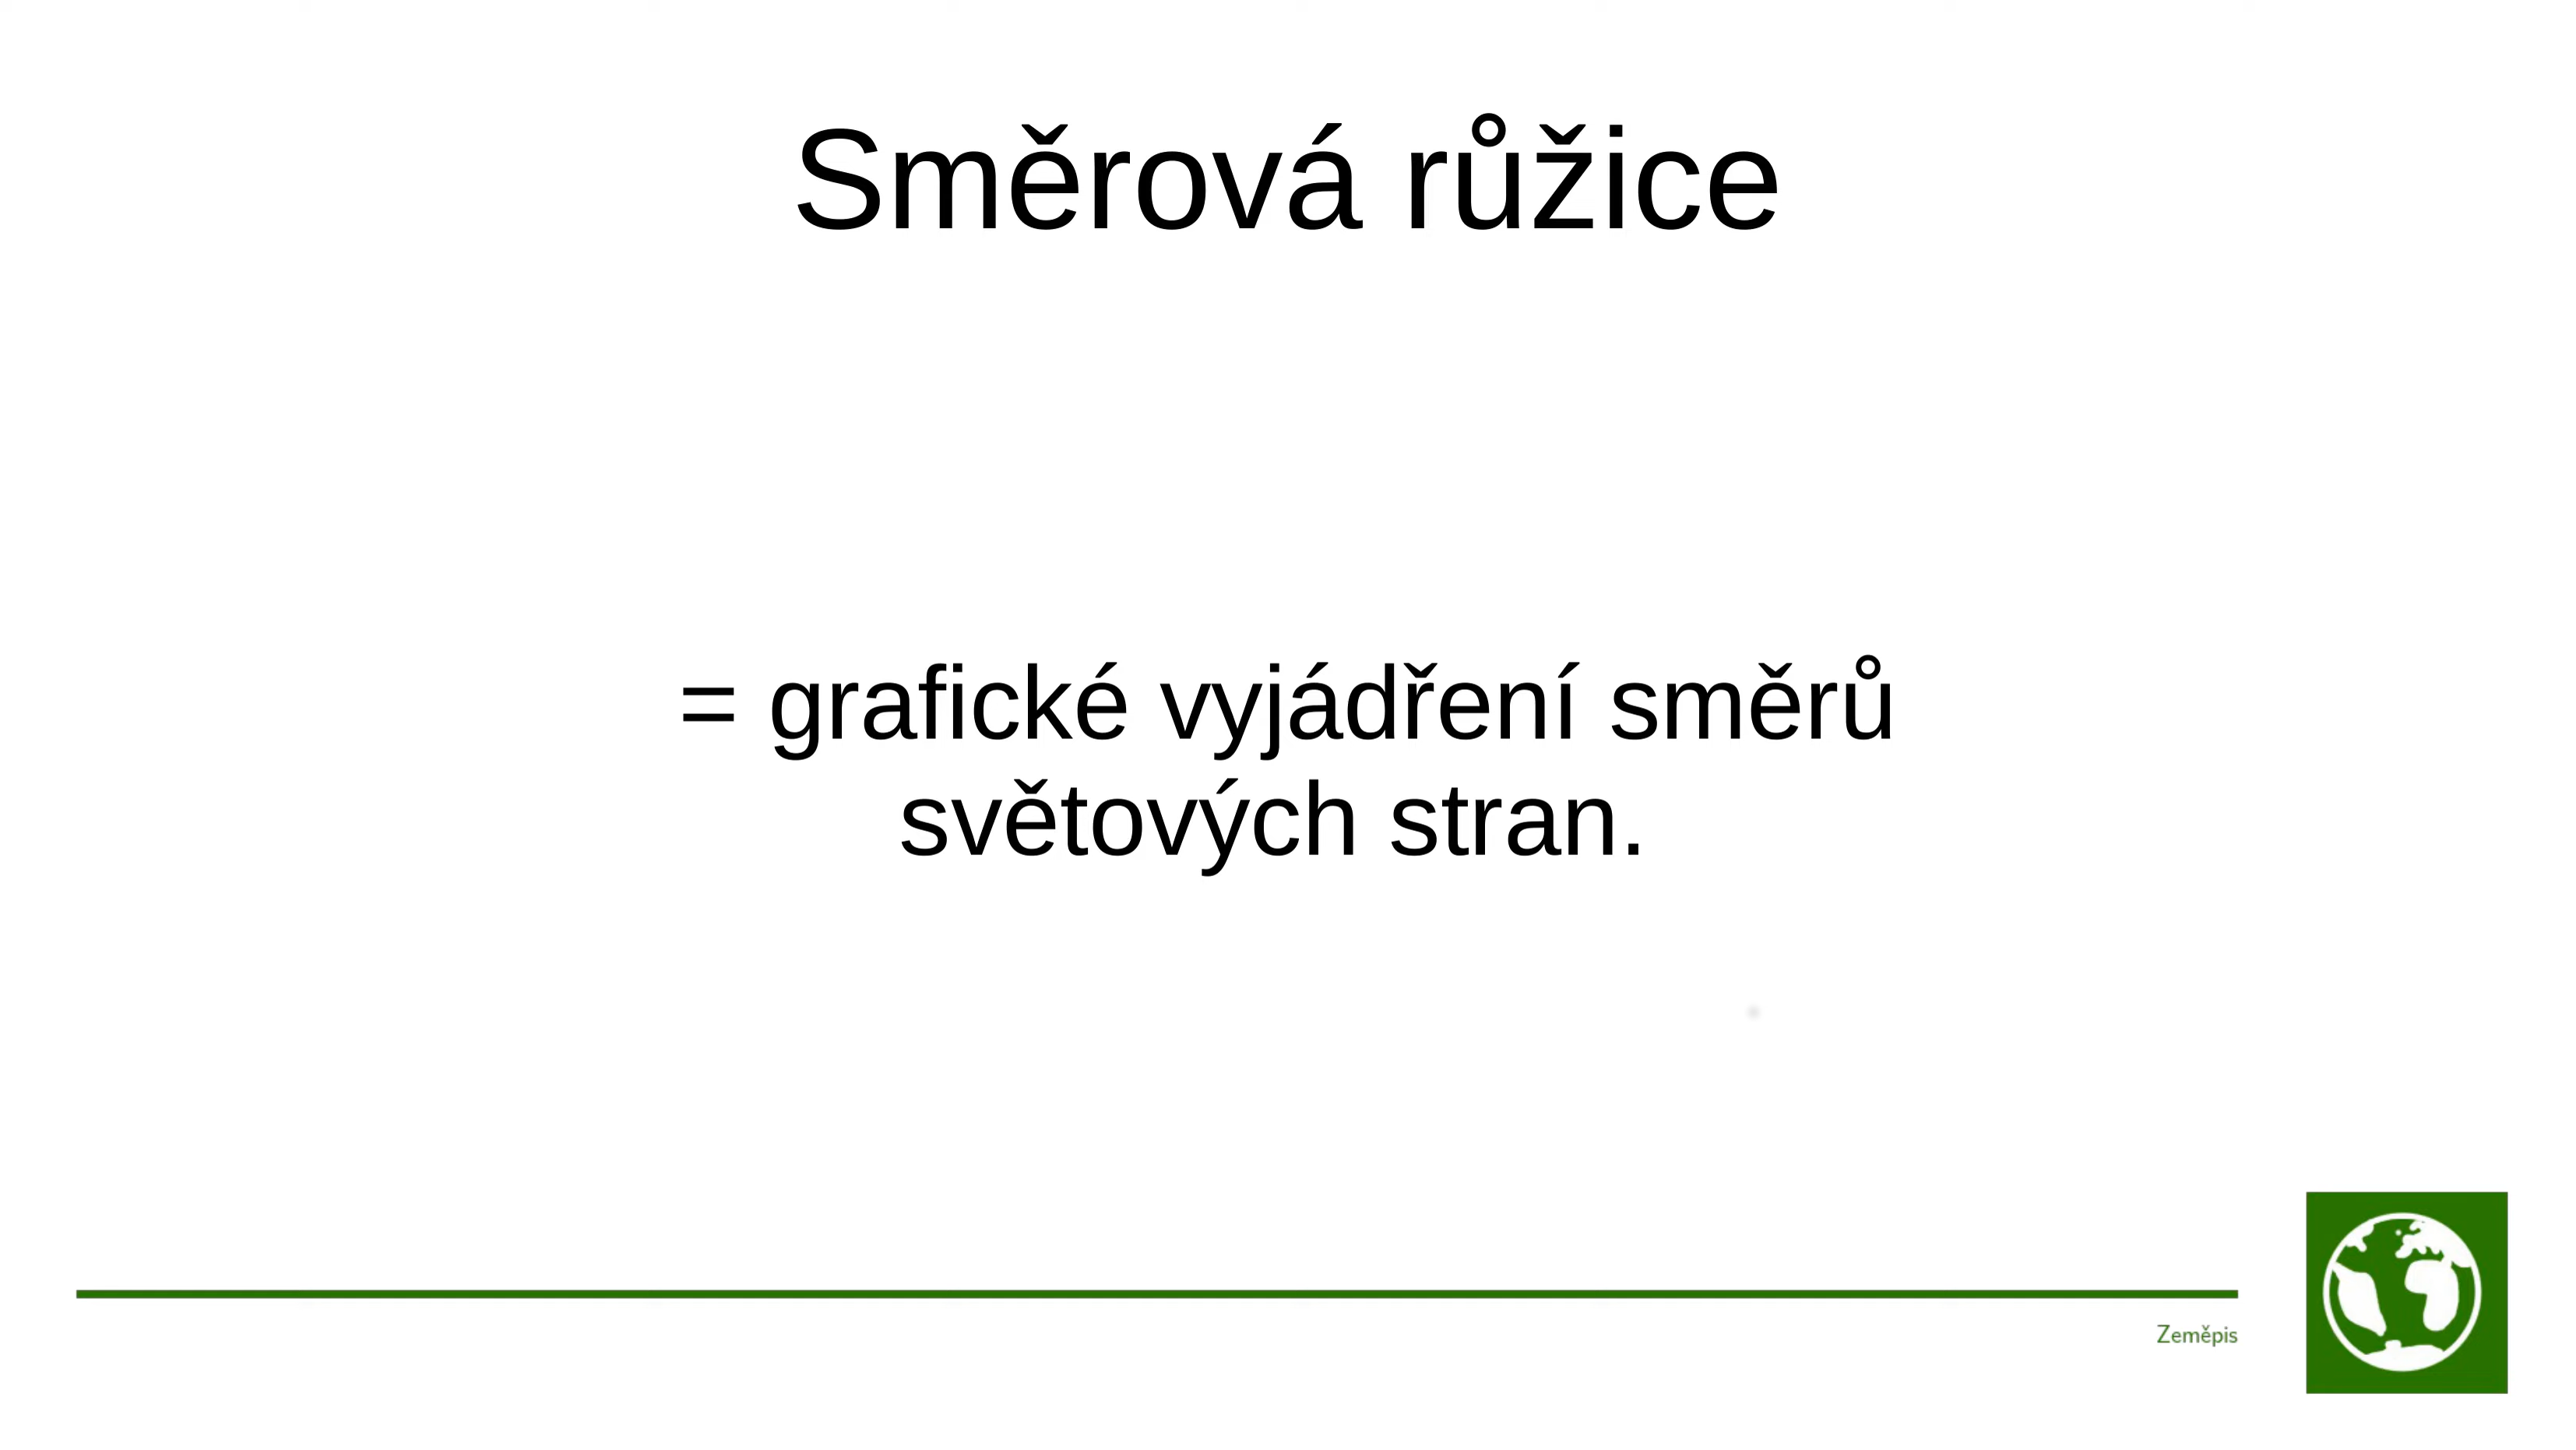 Směrová růžice
= grafické vyjádření směrů
světových stran.
Zeměpis